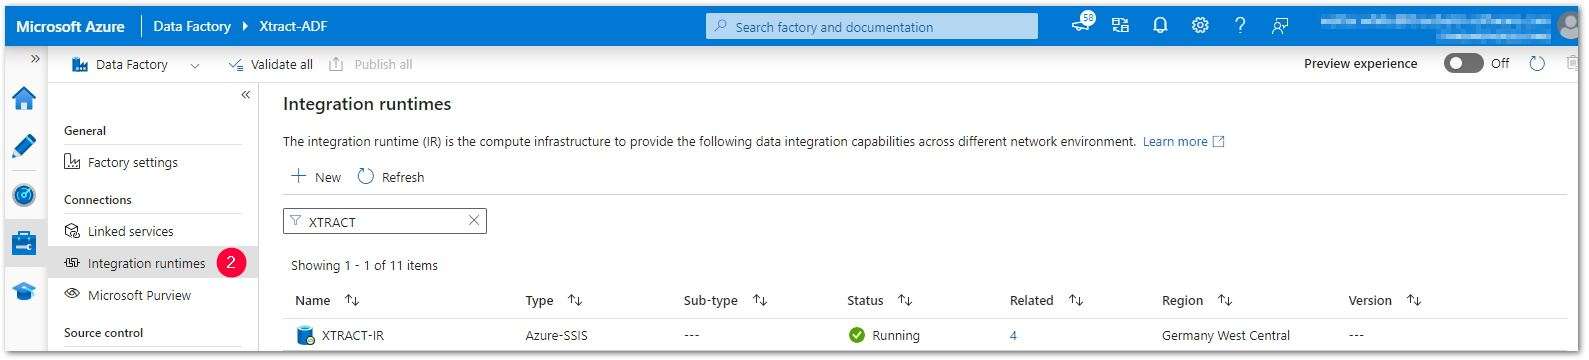 Microsoft Azure Data Factory Xtract-ADF Search factory and documentation 58
» Data Factory Validate all Publish all Preview experience Off
«
Integration runtimes
General
The integration runtime (IR) is the compute infrastructure to provide the following data integration capabilities across different network environment. Learn more
Factory settings
New Refresh
Connections
XTRACT
Linked services
Integration runtimes 2
Showing 1 - 1 of 11 items
Microsoft Purview
Name Type Sub-type Status Related Region Version
Source control
XTRACT-IR Azure-SSIS --- Running 4 Germany West Central ---